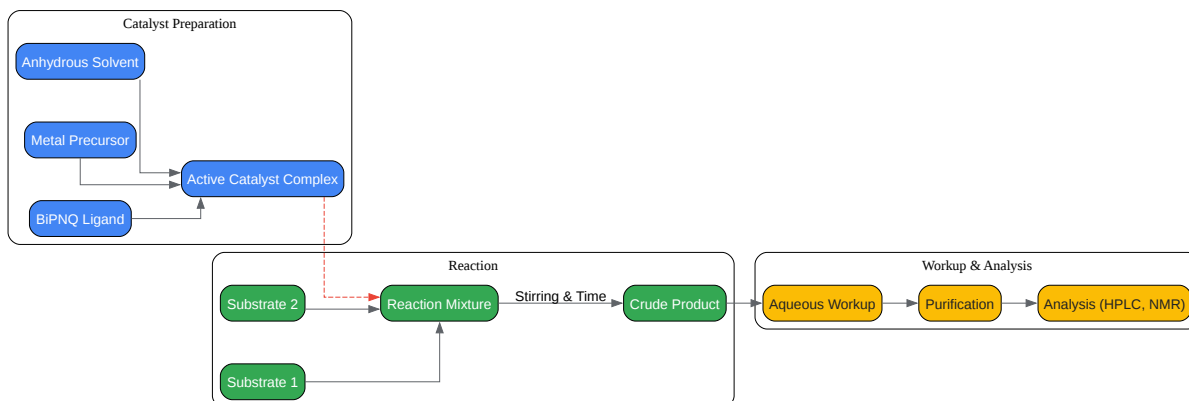 Catalyst Preparation
Anhydrous Solvent
Metal Precursor
Active Catalyst Complex
BiPNQ Ligand
Reaction
Workup & Analysis
Substrate 2
Reaction Mixture
Stirring & Time
Crude Product
Aqueous Workup
Purification
Analysis (HPLC, NMR)
Substrate 1